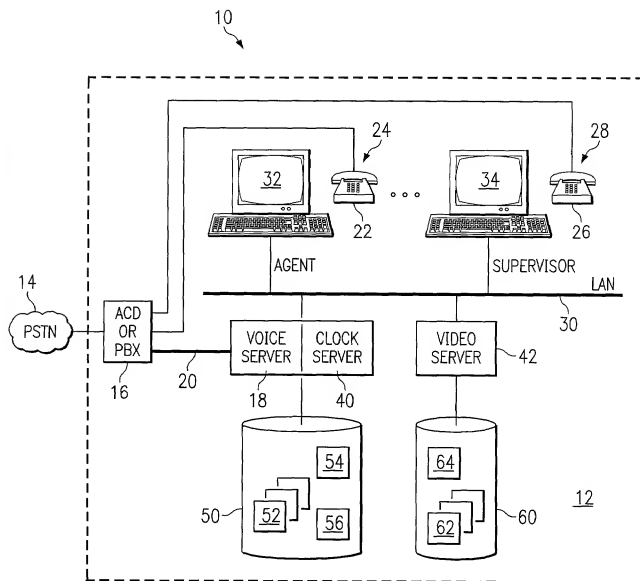 10
24
28
32
34
22
26
AGENT
SUPERVISOR
LAN
30
14
PSTN
ACD
OR
PBX
16
20
VOICE
SERVER
18
CLOCK
SERVER
40
VIDEO
SERVER
42
50
52
54
56
60
62
64
12